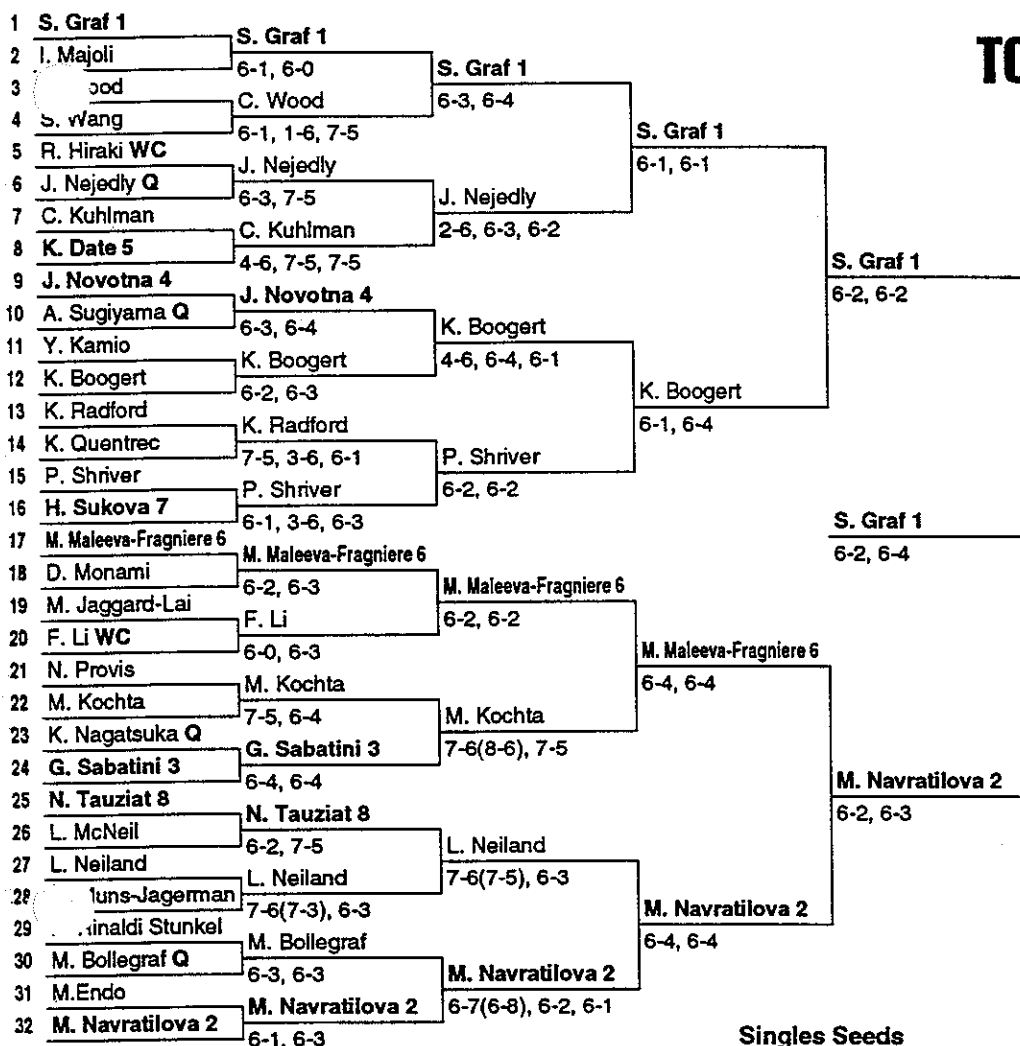 TO
1 S. Graf 1
2 I. Majoli
3
4 S. Wang
5 R. Hiraki WC
6 J. Nejedly Q
7 C. Kuhlman
8 K. Date 5
9 J. Novotna 4
10 A. Sugiyama Q
11 Y. Kamio
12 K. Boogert
13 K. Radford
14 K. Quentrec
15 P. Shriver
16 H. Sukova 7
17 M. Maleeva-Fragniere 6
18 D. Monami
19 M. Jaggard-Lai
20 F. Li WC
21 N. Provis
22 M. Kochta
23 K. Nagatsuka Q
24 G. Sabatini 3
25 N. Tauziat 8
26 L. McNeil
27 L. Neiland
28
29 Stunkel
30 M. Bollegraf Q
31 M.Endo
32 M. Navratilova 2
S. Graf 1
6-1, 6-0
C. Wood
6-1, 1-6, 7-5
J. Nejedly
6-3, 7-5
C. Kuhlman
4-6, 7-5, 7-5
J. Novotna 4
6-3, 6-4
K. Boogert
6-2, 6-3
K. Radford
7-5, 3-6, 6-1
P. Shriver
6-1, 3-6, 6-3
M. Maleeva-Fragniere 6
6-2, 6-3
F. Li
6-0, 6-3
M. Kochta
7-5, 6-4
G. Sabatini 3
6-4, 6-4
N. Tauziat 8
6-2, 7-5
L. Neiland
7-6(7-3), 6-3
M. Bollegraf
6-3, 6-3
M. Navratilova 2
6-1, 6-3
S. Graf 1
6-3, 6-4
J. Nejedly
2-6, 6-3, 6-2
K. Boogert
4-6, 6-4, 6-1
P. Shriver
6-2, 6-2
M. Maleeva-Fragniere 6
6-2, 6-2
M. Kochta
7-6(8-6), 7-5
L. Neiland
7-6(7-5), 6-3
M. Navratilova 2
6-7(6-8), 6-2, 6-1
S. Graf 1
6-1, 6-1
K. Boogert
6-1, 6-4
M. Maleeva-Fragniere 6
6-4, 6-4
M. Navratilova 2
6-4, 6-4
S. Graf 1
6-2, 6-2
M. Navratilova 2
6-2, 6-3
S. Graf 1
6-2, 6-4
Singles Seeds